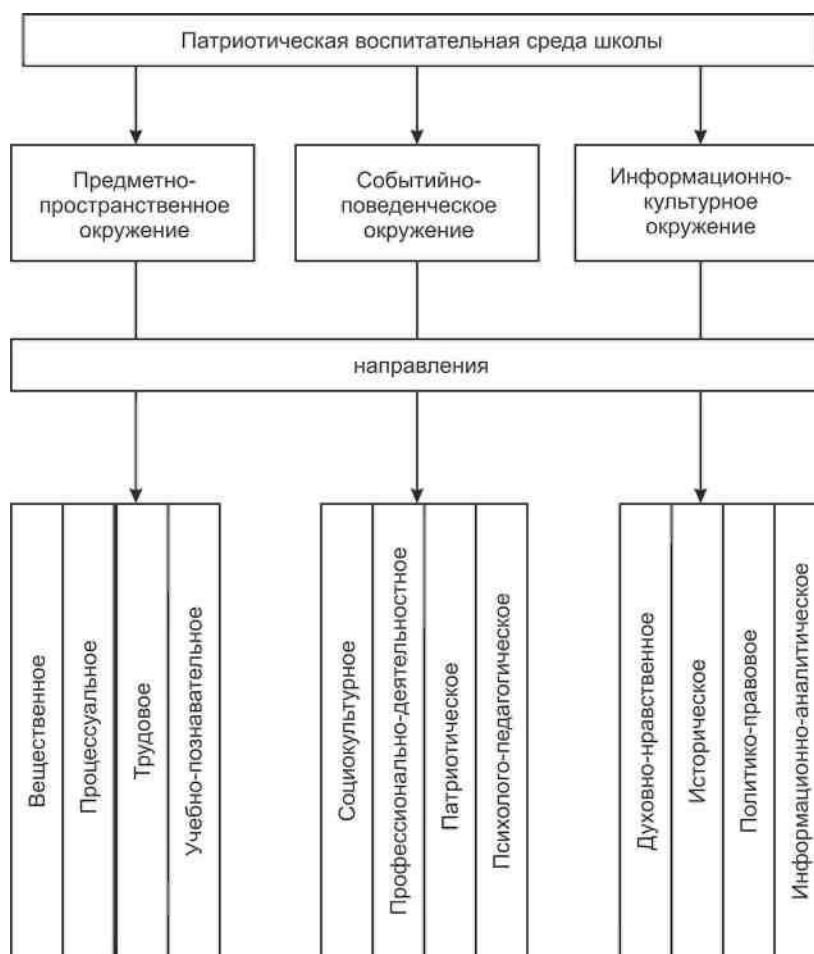 Патриотическая воспитательная среда школы
Предметно-
пространственное
окружение
Событийно-
поведенческое
окружение
Информационно-
культурное
окружение
направления
Вещественное
Процессуальное
Трудовое
Учебно-познавательное
Социокультурное
Профессионально-деятельностное
Патриотическое
Психолого-педагогическое
Духовно-нравственное
Историческое
Политико-правовое
Информационно-аналитическое